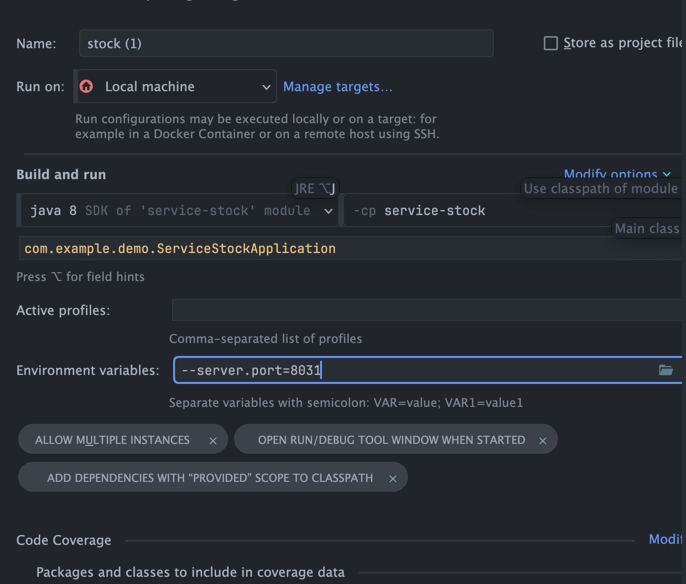 Name:
stock (1)
Store as project file
Run on:
Local machine
Manage targets...
Run configurations may be executed locally or on a target: for
example in a Docker Container or on a remote host using SSH.
Build and run
Modify options
JRE ⌥J
Use classpath of module
java 8 SDK of 'service-stock' module
-cp service-stock
Main class
com.example.demo.ServiceStockApplication
Press ⌥ for field hints
Active profiles:
Comma-separated list of profiles
Environment variables:
--server.port=8031
Separate variables with semicolon: VAR=value; VAR1=value1
ALLOW MULTIPLE INSTANCES ×
OPEN RUN/DEBUG TOOL WINDOW WHEN STARTED ×
ADD DEPENDENCIES WITH “PROVIDED” SCOPE TO CLASSPATH ×
Code Coverage
Modif
Packages and classes to include in coverage data